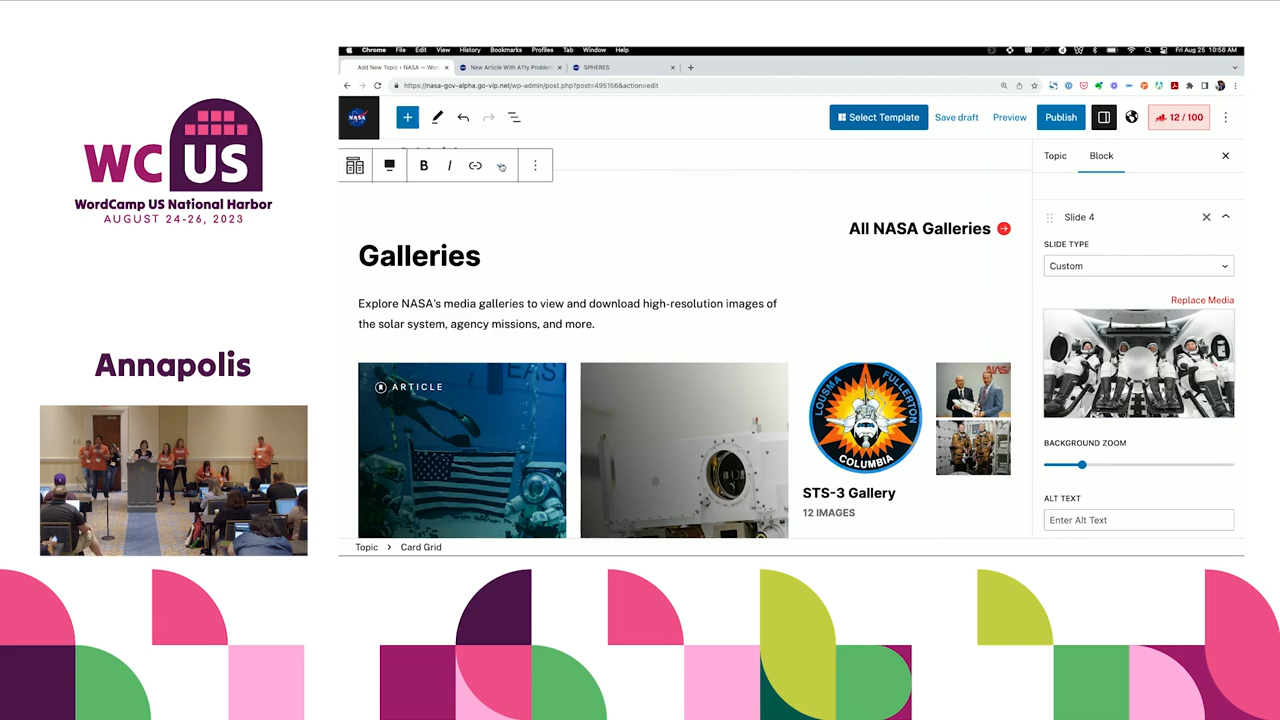 WC US
WordCamp US National Harbor
AUGUST 24-26, 2023
Annapolis
Chrome File Edit View History Bookmarks Profiles Tab Window Help
Fri Aug 25 10:56 AM
Add New Topic ‹ NASA — Wor
New Article With A11y Problem
SPHERES
https://nasa-gov-alpha.go-vip.net/wp-admin/post.php?post=495156&action=edit
NASA
Select Template
Save draft
Preview
Publish
12 / 100
B I
Topic
Block
Slide 4
SLIDE TYPE
Custom
Replace Media
BACKGROUND ZOOM
ALT TEXT
Enter Alt Text
All NASA Galleries
Galleries
Explore NASA's media galleries to view and download high-resolution images of
the solar system, agency missions, and more.
ARTICLE
EAS
LOUSMA FULLERTON
COLUMBIA
NASA
STS-3 Gallery
12 IMAGES
Topic > Card Grid